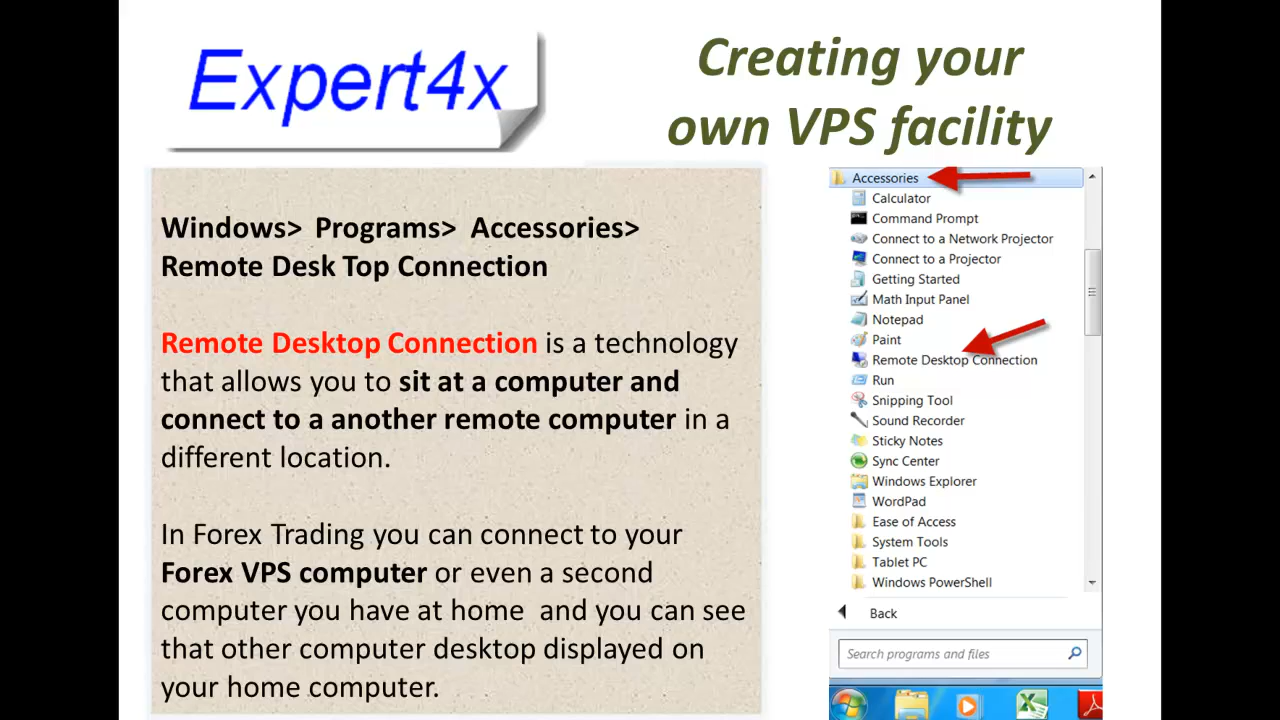 Expert4x
Creating your
own VPS facility
Windows> Programs> Accessories>
Remote Desk Top Connection
Remote Desktop Connection is a technology
that allows you to sit at a computer and
connect to a another remote computer in a
different location.
In Forex Trading you can connect to your
Forex VPS computer or even a second
computer you have at home and you can see
that other computer desktop displayed on
your home computer.
Accessories
Calculator
Command Prompt
Connect to a Network Projector
Connect to a Projector
Getting Started
Math Input Panel
Notepad
Paint
Remote Desktop Connection
Run
Snipping Tool
Sound Recorder
Sticky Notes
Sync Center
Windows Explorer
WordPad
Ease of Access
System Tools
Tablet PC
Windows PowerShell
Back
Search programs and files